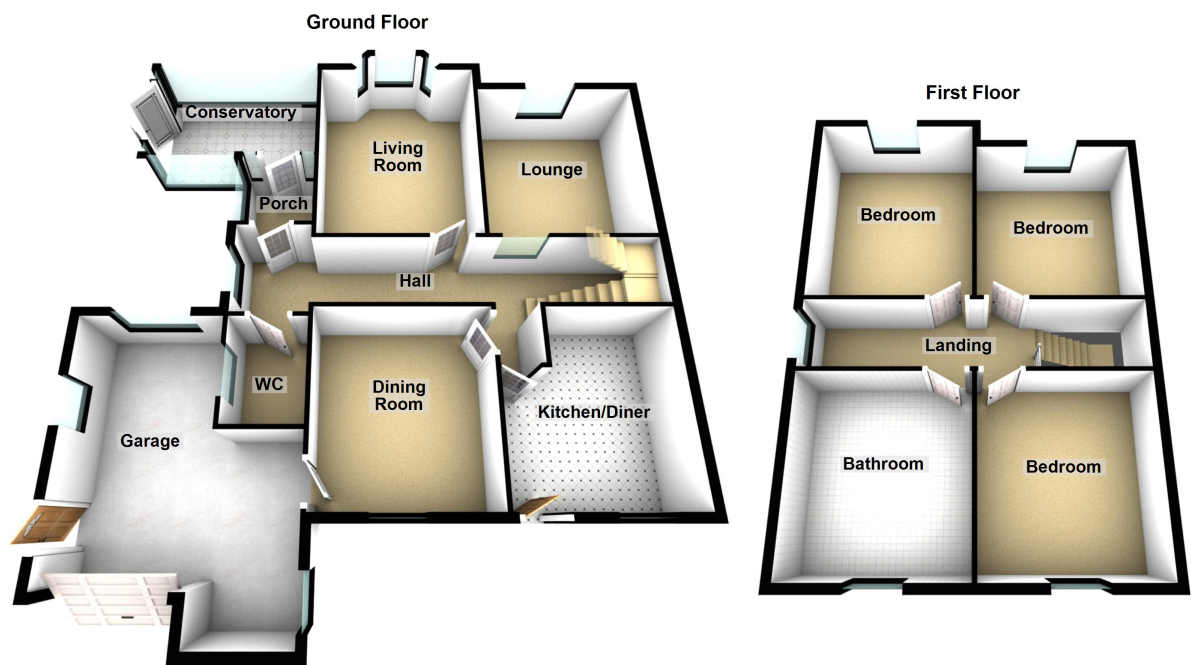 Ground Floor
Conservatory
Living
Room
Lounge
Porch
Hall
WC
Dining
Room
Kitchen/Diner
Garage
First Floor
Bedroom
Bedroom
Landing
Bathroom
Bedroom